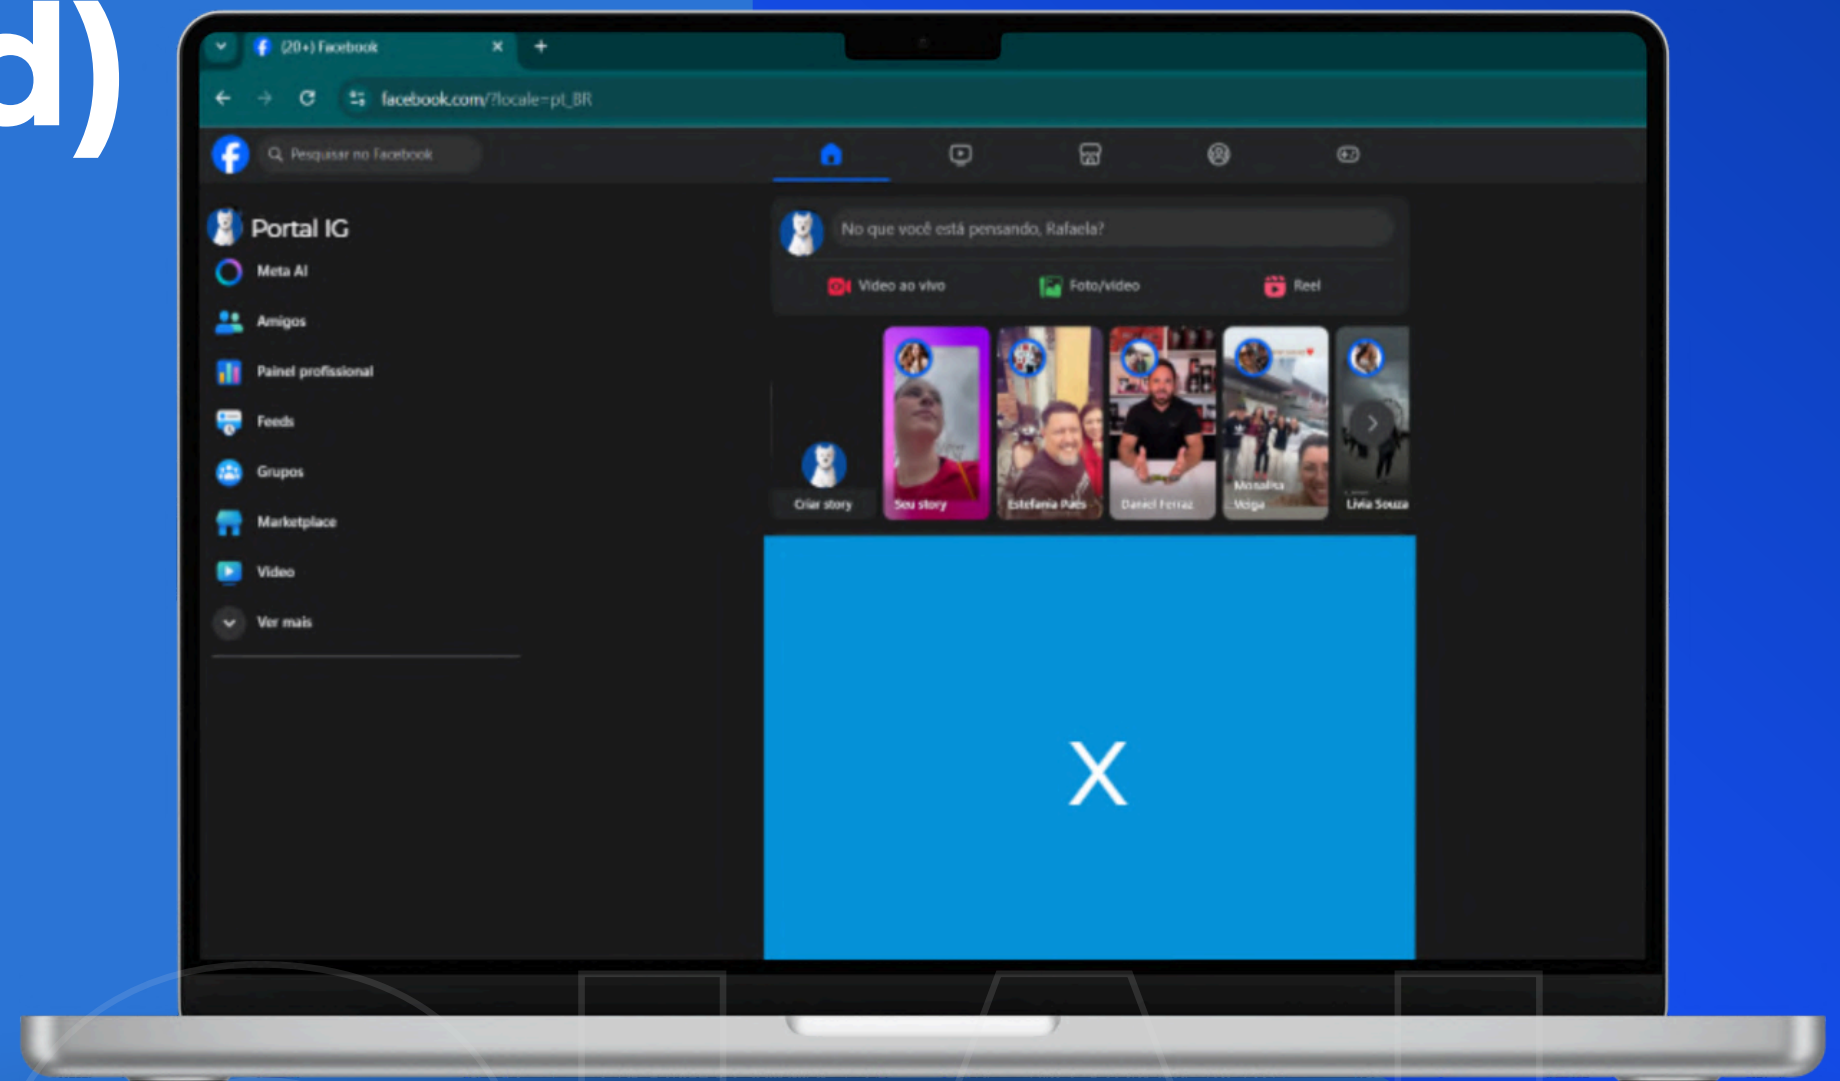 d)
(20+) Facebook
facebook.com/?locale=pt_BR
Pesquisar no Facebook
Portal IG
Meta AI
Amigos
Painel profissional
Feeds
Grupos
Marketplace
Vídeo
Ver mais
No que você está pensando, Rafaela?
Vídeo ao vivo
Foto/vídeo
Reel
Criar story
Seu story
Estefania Paes
Daniel Ferraz
Monalisa
Veiga
Livia Souza
X